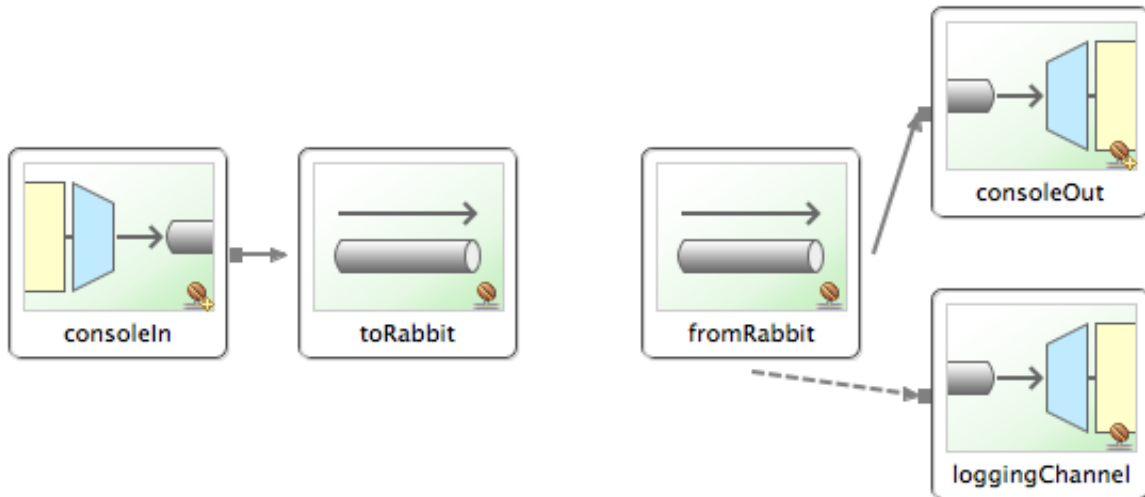 consoleIn
toRabbit
fromRabbit
consoleOut
loggingChannel